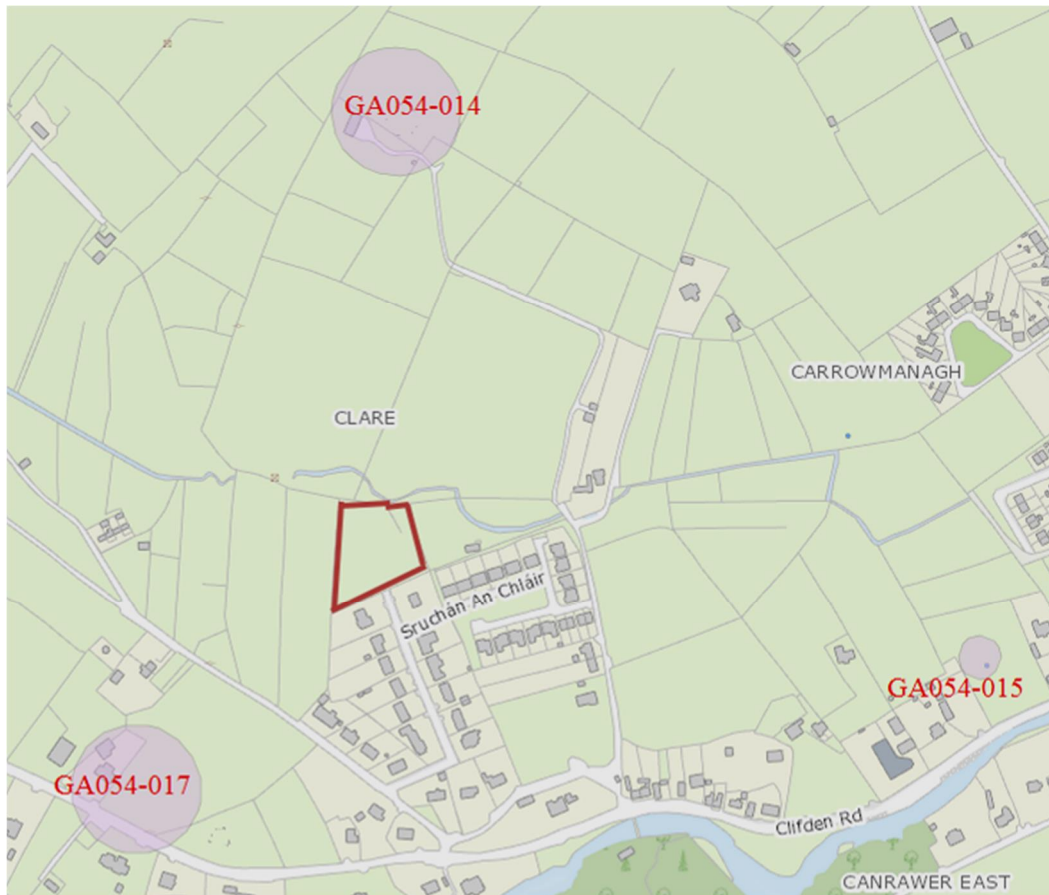 GA054-014
CARROWMANAGH
CLARE
Sruchán An Chláir
GA054-015
GA054-017
Clifden Rd
CANRAWER EAST